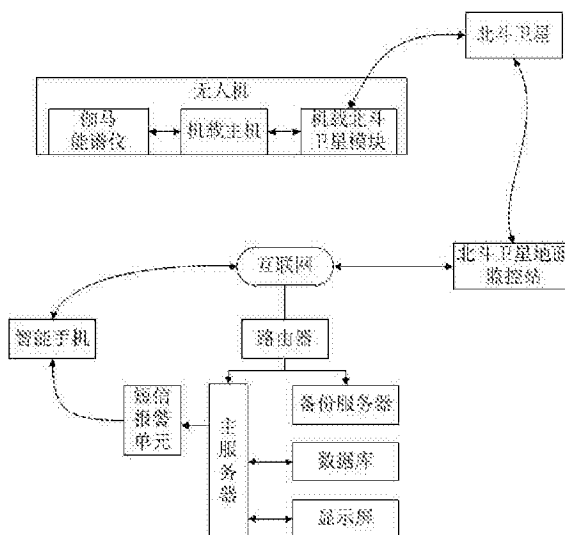 北斗卫星
无人机
伽马
能谱仪
机载主机
机载北斗
卫星模块
互联网
北斗卫星地面
监控站
智能手机
路由器
短信
报警
单元
主服务器
备份服务器
数据库
显示屏